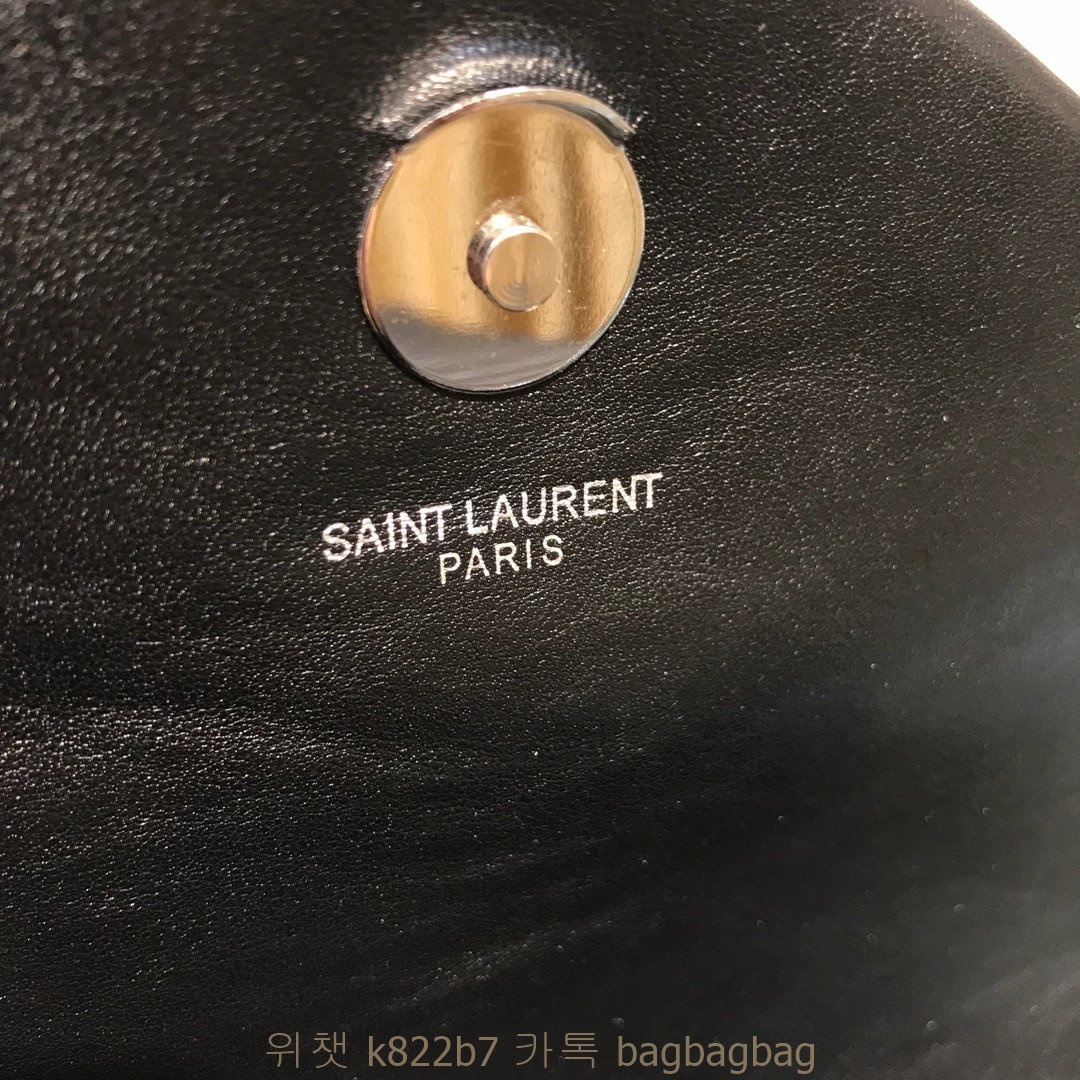 SAINT LAURENT
PARIS
위챗 k822b7 카톡 bagbagbag